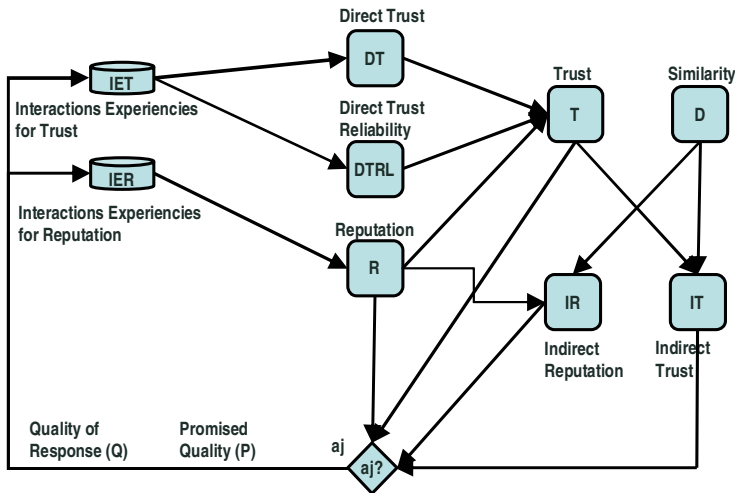 Direct Trust
DT
IET
Interactions Experiencies
for Trust
Direct Trust
Reliability
DTRL
Trust
T
Similarity
D
IER
Interactions Experiencies
for Reputation
Reputation
R
IR
Indirect
Reputation
IT
Indirect
Trust
Quality of
Response (Q)
Promised
Quality (P)
aj
aj?